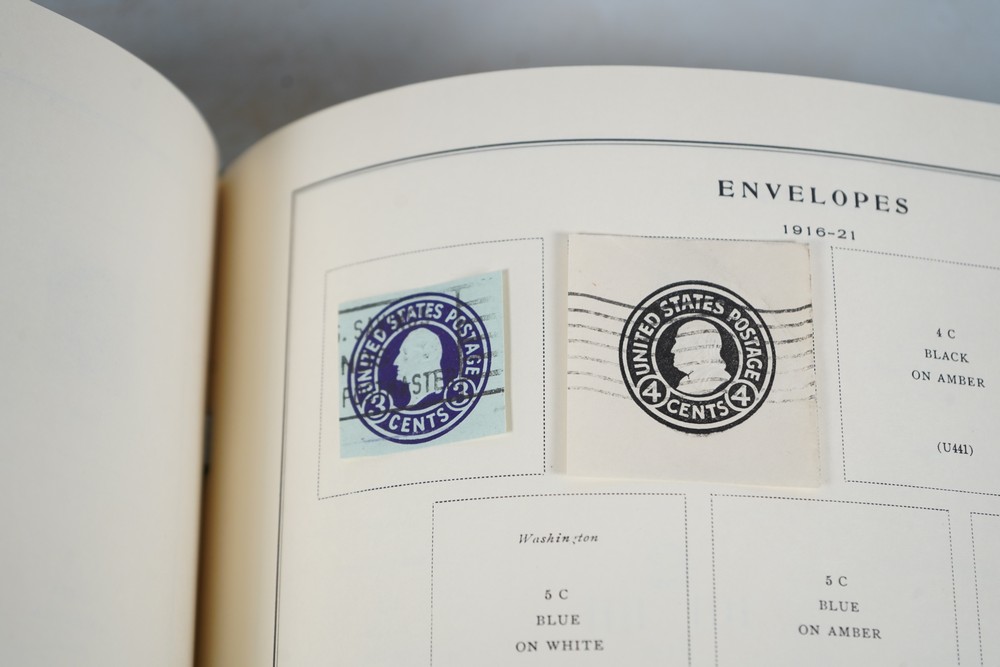 ENVELOPES
1916-21
UNITED STATES POSTAGE
3 3
CENTS
UNITED STATES POSTAGE
4 4
CENTS
4 C
BLACK
ON AMBER
(U441)
Washington
5 C
BLUE
ON WHITE
5 C
BLUE
ON AMBER